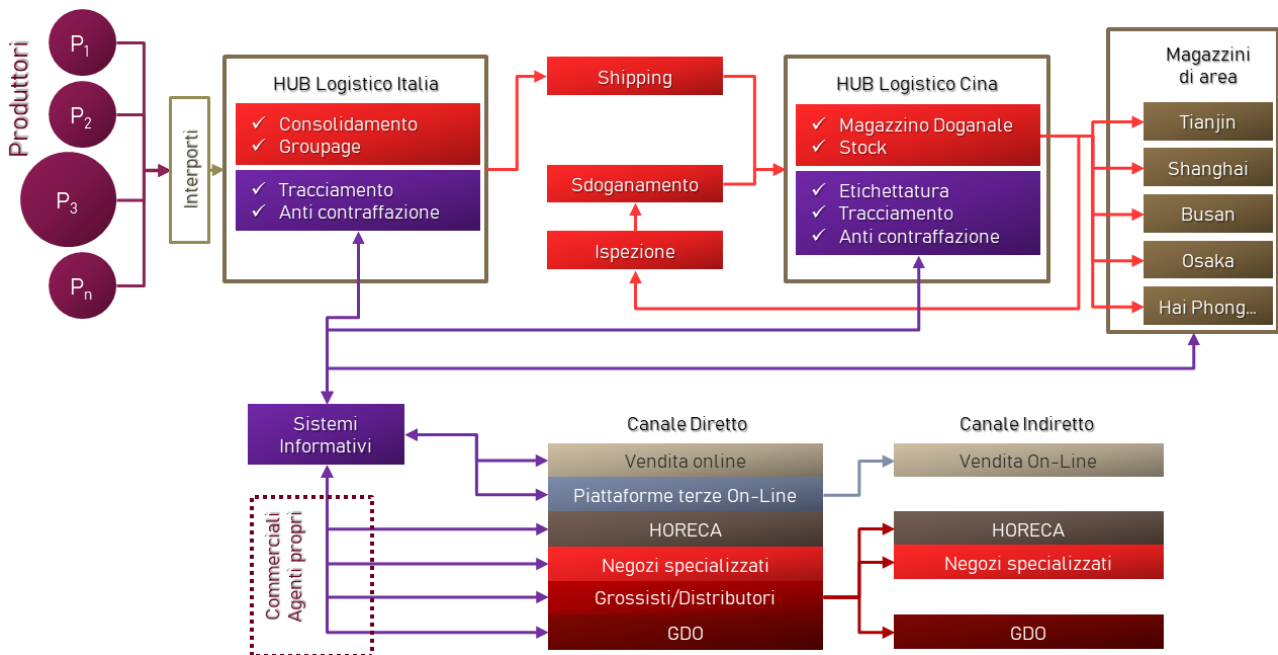 Produttori
P1
P2
P3
Pn
Interporti
HUB Logistico Italia
✓ Consolidamento
✓ Groupage
✓ Tracciamento
✓ Anti contraffazione
Shipping
Sdoganamento
Ispezione
HUB Logistico Cina
✓ Magazzino Doganale
✓ Stock
✓ Etichettatura
✓ Tracciamento
✓ Anti contraffazione
Magazzini
di area
Tianjin
Shanghai
Busan
Osaka
Hai Phong...
Sistemi
Informativi
Commerciali
Agenti propri
Canale Diretto
Vendita online
Piattaforme terze On-Line
HORECA
Negozi specializzati
Grossisti/Distributori
GDO
Canale Indiretto
Vendita On-Line
HORECA
Negozi specializzati
GDO